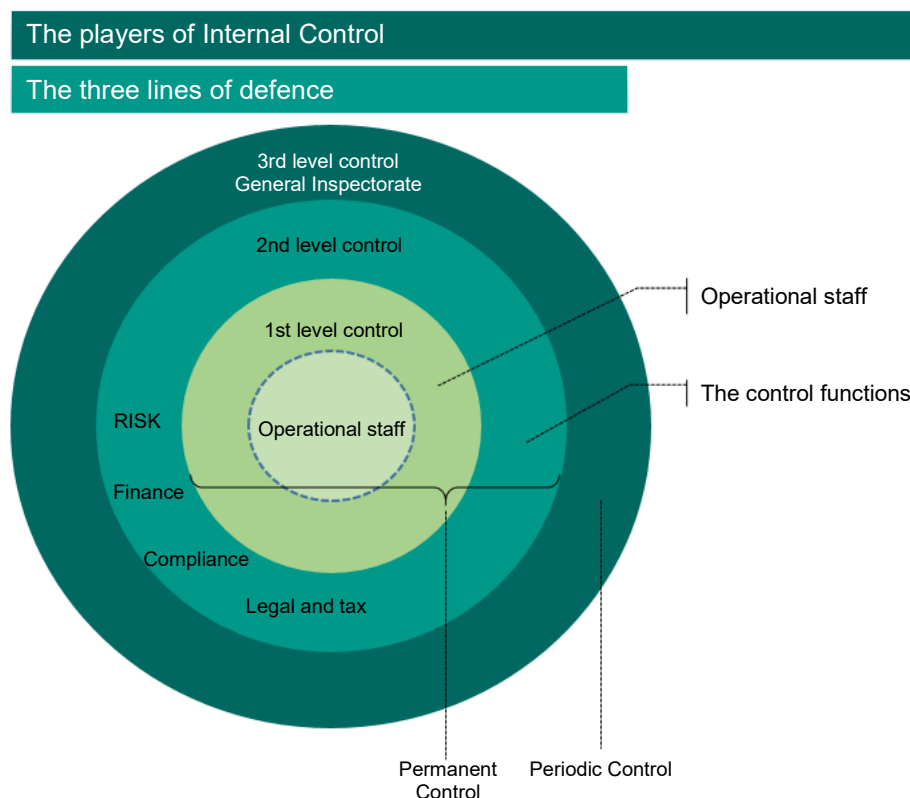 The players of Internal Control
The three lines of defence
3rd level control
General Inspectorate
2nd level control
1st level control
Operational staff
Operational staff
The control functions
RISK
Finance
Compliance
Legal and tax
Permanent
Control
Periodic Control